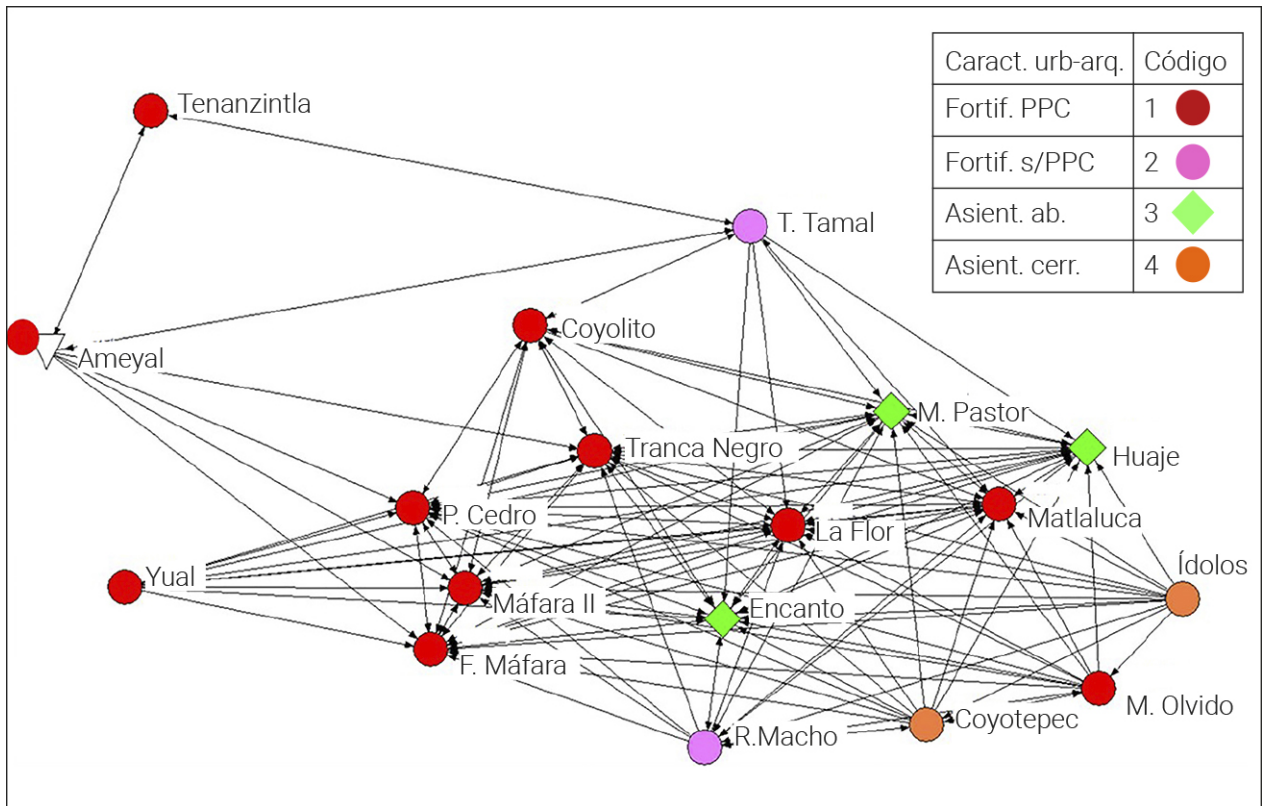 Caract. urb-arq. Código
Fortif. PPC 1
Fortif. s/PPC 2
Asient. ab. 3
Asient. cerr. 4
Tenanzintla
T. Tamal
Coyolito
Ameyal
M. Pastor
Tranca Negro
Huaje
P. Cedro
La Flor
Matlaluca
Yual
Ídolos
Máfara II
Encanto
F. Máfara
M. Olvido
Coyotepec
R.Macho